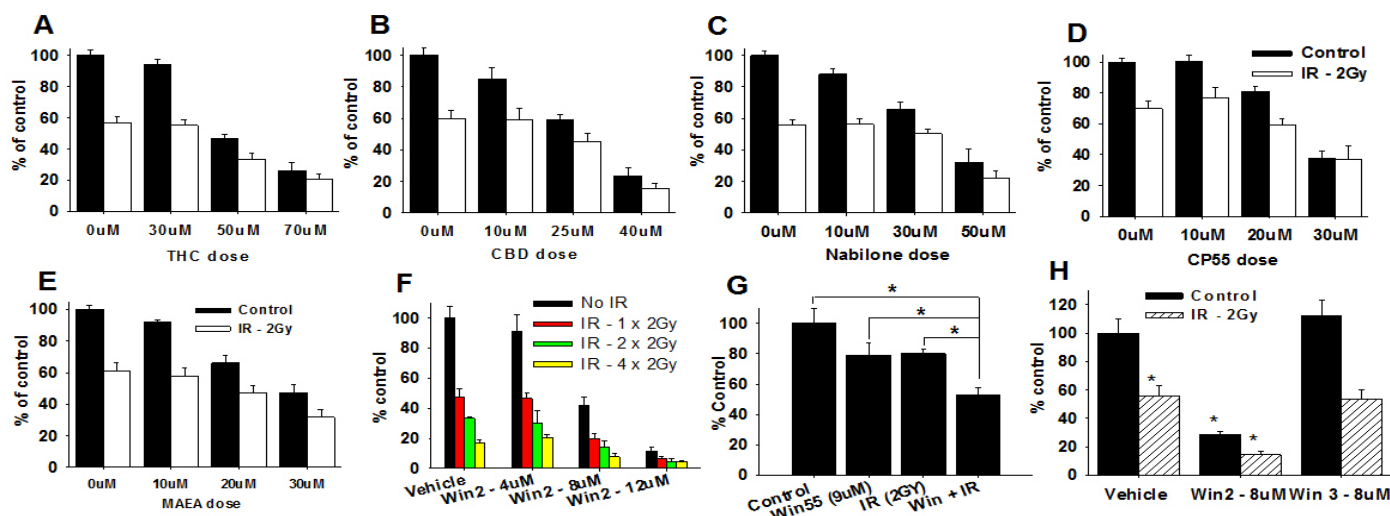 A
% of control
100
80
60
40
20
0
0uM 30uM 50uM 70uM
THC dose
B
% of control
100
80
60
40
20
0
0uM 10uM 25uM 40uM
CBD dose
C
% of control
100
80
60
40
20
0
0uM 10uM 30uM 50uM
Nabilone dose
D
Control
IR - 2Gy
% of control
100
80
60
40
20
0
0uM 10uM 20uM 30uM
CP55 dose
E
Control
IR - 2Gy
% of control
100
80
60
40
20
0
0uM 10uM 20uM 30uM
MAEA dose
F
No IR
IR - 1 x 2Gy
IR - 2 x 2Gy
IR - 4 x 2Gy
% control
100
80
60
40
20
0
Vehicle Win2 - 4uM Win2 - 8uM Win2 - 12uM
G
* * *
% Control
100
80
60
40
20
0
Control Win55 (9uM) IR (2GY) Win + IR
H
Control
IR - 2Gy
% control
120
100
80
60
40
20
0
* * *
Vehicle Win2 - 8uM Win 3 - 8uM